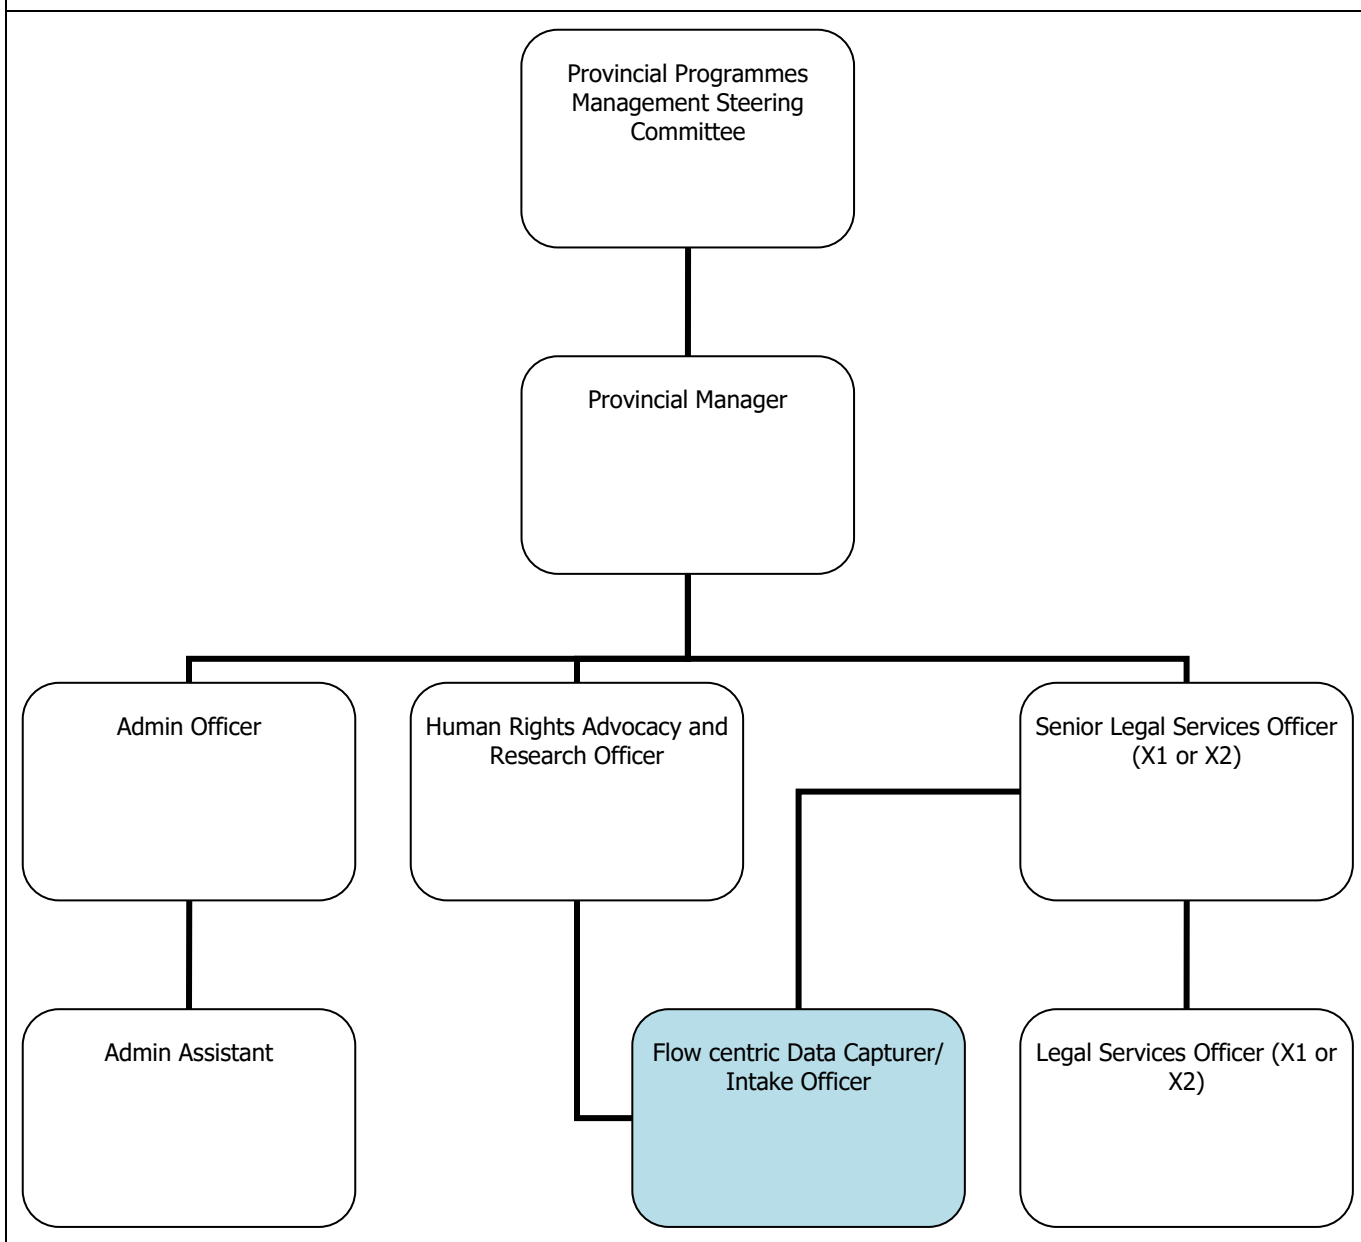 Provincial Programmes
Management Steering
Committee
Provincial Manager
Admin Officer
Human Rights Advocacy and
Research Officer
Senior Legal Services Officer
(X1 or X2)
Admin Assistant
Flow centric Data Capturer/
Intake Officer
Legal Services Officer (X1 or
X2)